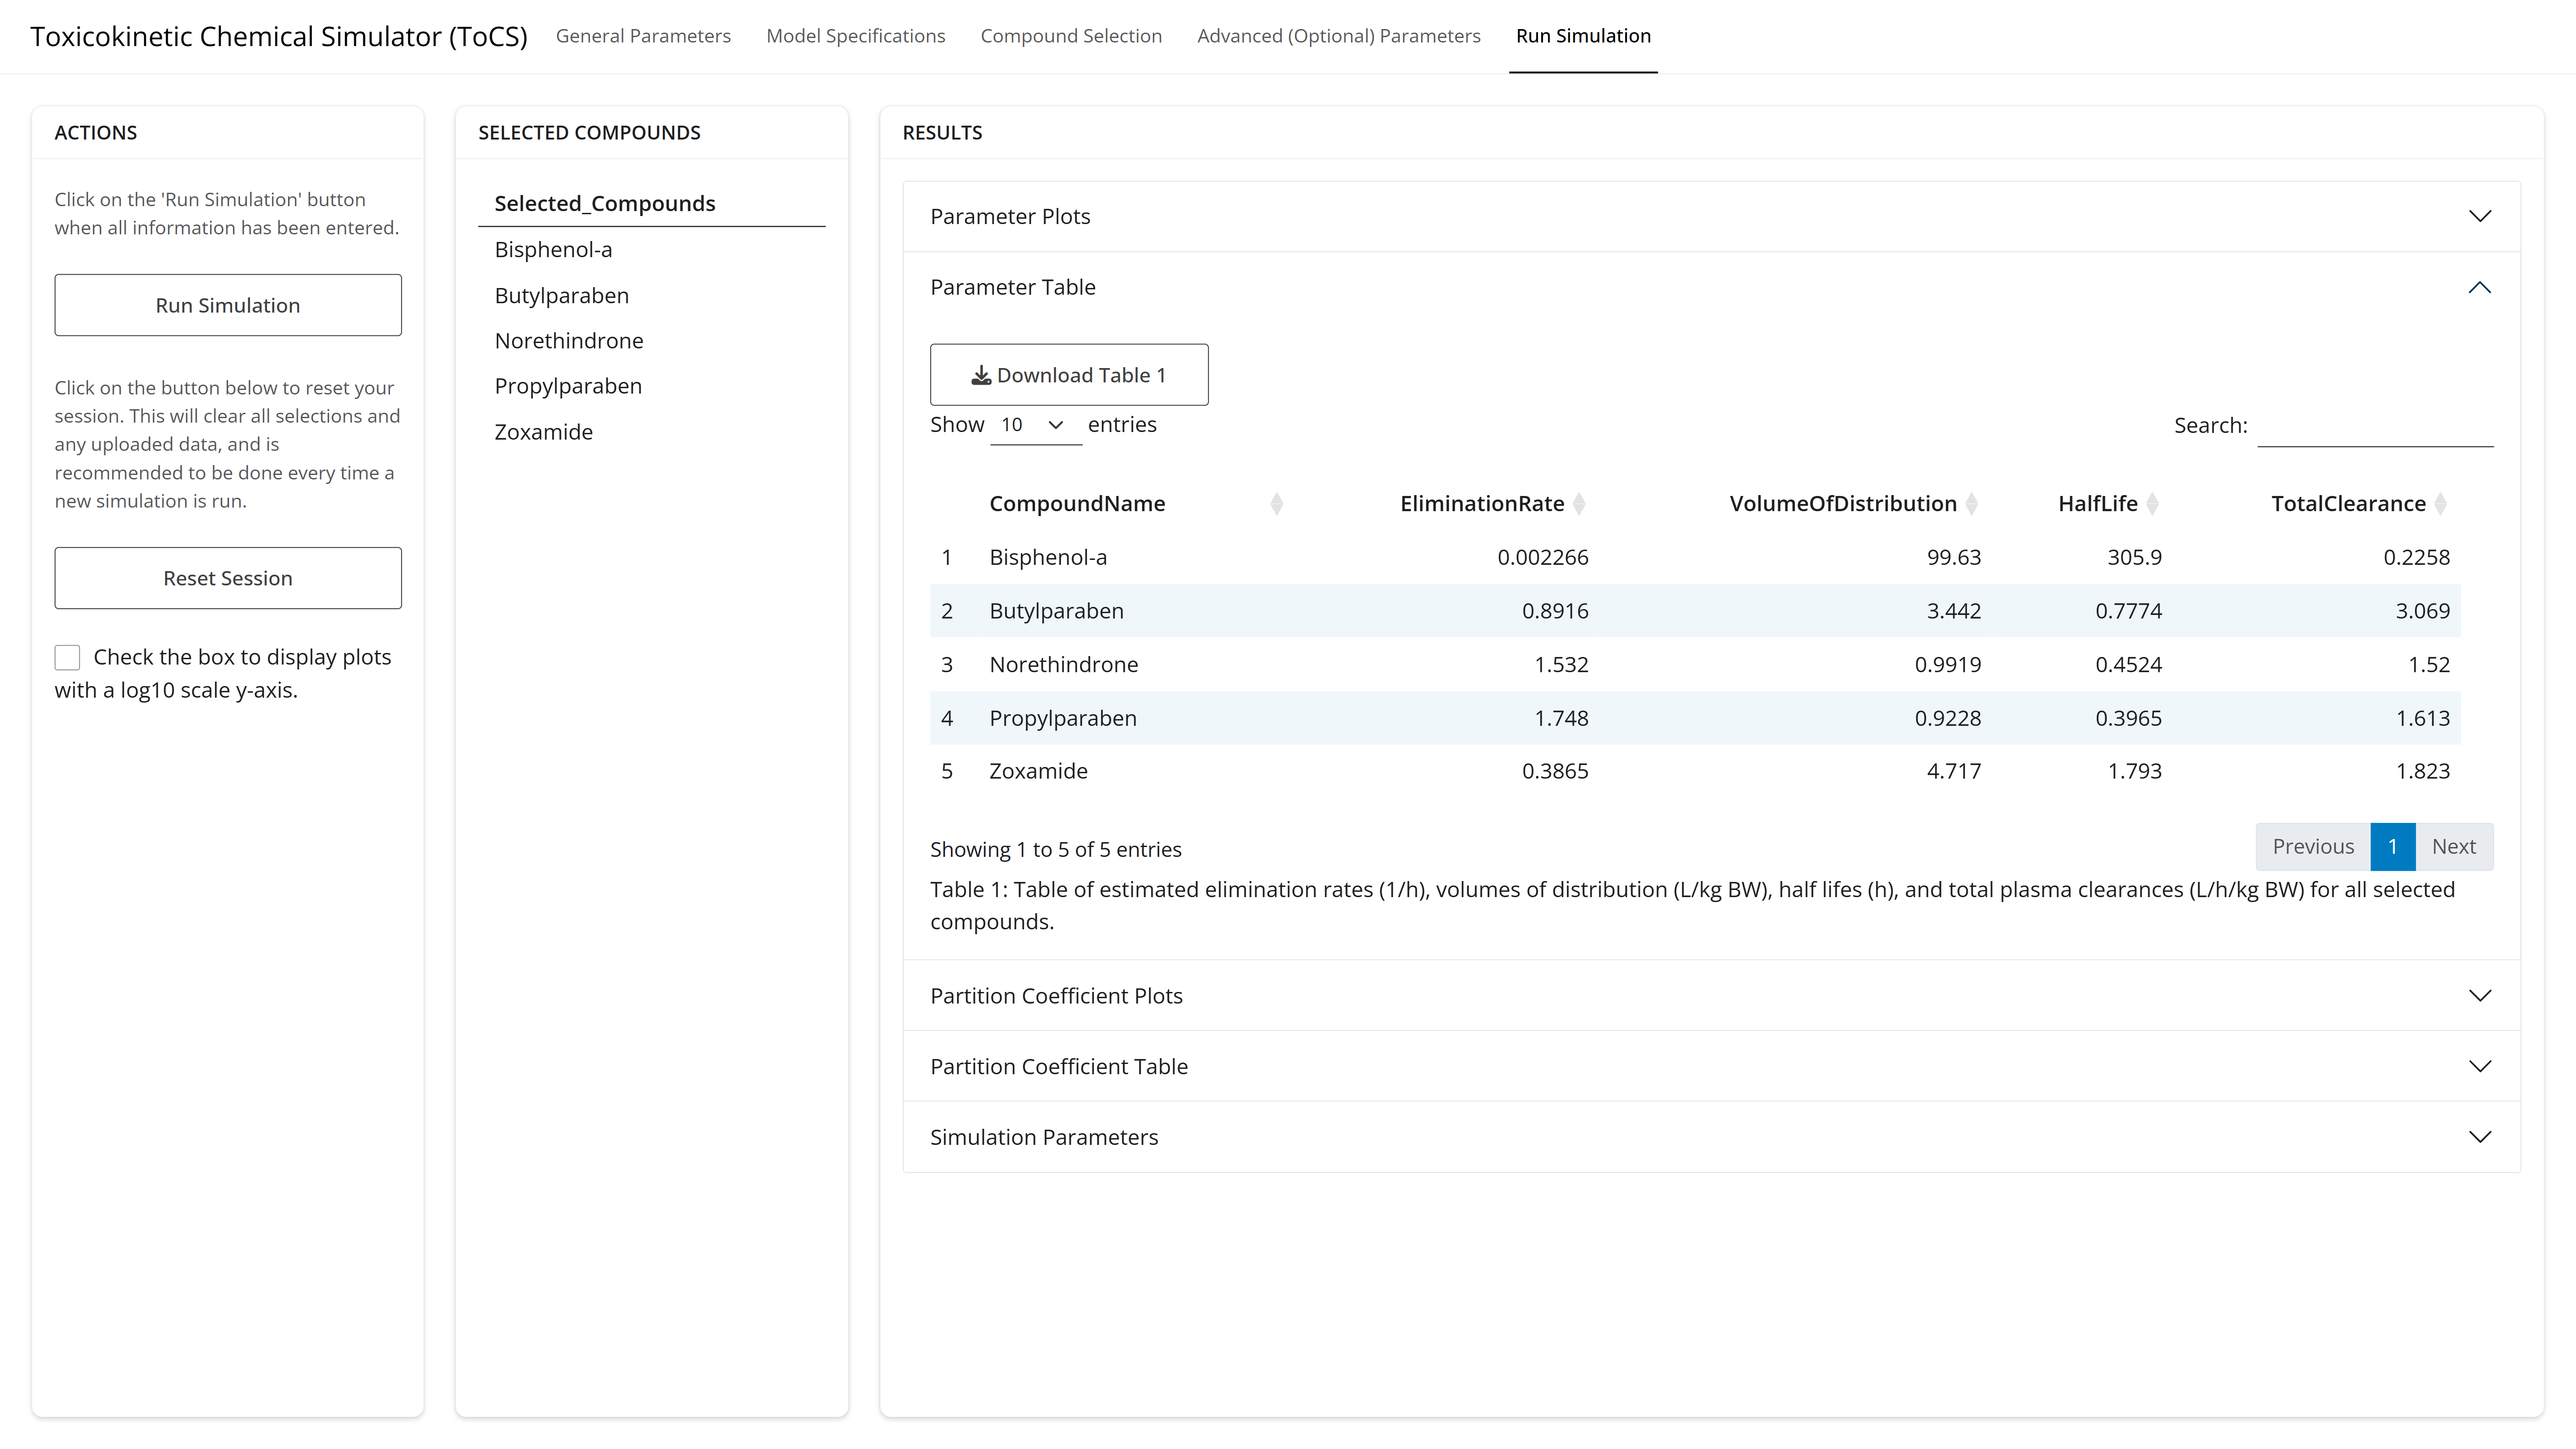 Toxicokinetic Chemical Simulator (ToCS) General Parameters Model Specifications Compound Selection Advanced (Optional) Parameters Run Simulation
ACTIONS
Click on the 'Run Simulation' button
when all information has been entered.
Run Simulation
Click on the button below to reset your
session. This will clear all selections and
any uploaded data, and is
recommended to be done every time a
new simulation is run.
Reset Session
Check the box to display plots
with a log10 scale y-axis.
SELECTED COMPOUNDS
Selected_Compounds
Bisphenol-a
Butylparaben
Norethindrone
Propylparaben
Zoxamide
RESULTS
Parameter Plots
Parameter Table
Download Table 1
Show 10 entries Search:
CompoundName EliminationRate VolumeOfDistribution HalfLife TotalClearance
1 Bisphenol-a 0.002266 99.63 305.9 0.2258
2 Butylparaben 0.8916 3.442 0.7774 3.069
3 Norethindrone 1.532 0.9919 0.4524 1.52
4 Propylparaben 1.748 0.9228 0.3965 1.613
5 Zoxamide 0.3865 4.717 1.793 1.823
Showing 1 to 5 of 5 entries Previous 1 Next
Table 1: Table of estimated elimination rates (1/h), volumes of distribution (L/kg BW), half lifes (h), and total plasma clearances (L/h/kg BW) for all selected
compounds.
Partition Coefficient Plots
Partition Coefficient Table
Simulation Parameters